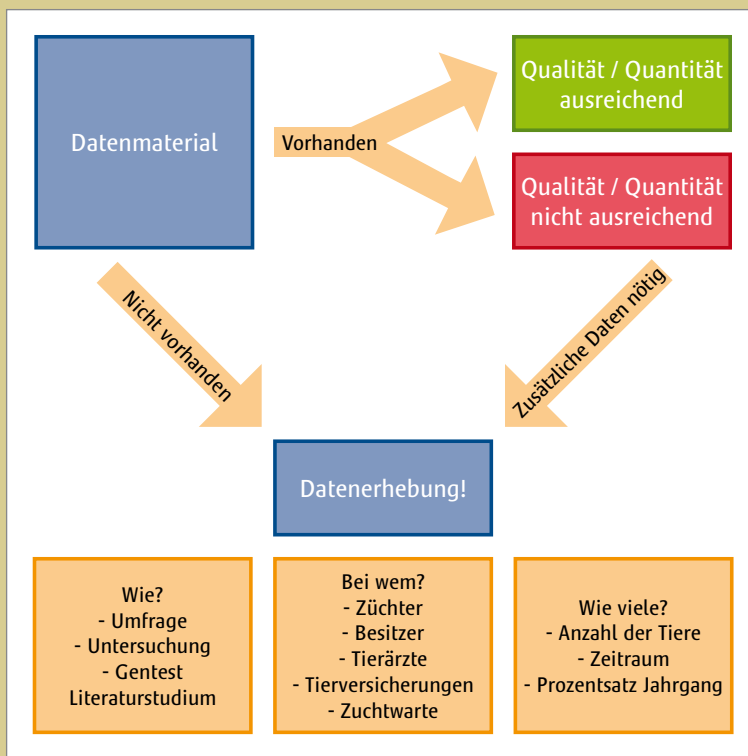 Datenmaterial
Vorhanden
Qualität / Quantität
ausreichend
Qualität / Quantität
nicht ausreichend
Nicht vorhanden
Zusätzliche Daten nötig
Datenerhebung!
Wie?
- Umfrage
- Untersuchung
- Gentest
Literaturstudium
Bei wem?
- Züchter
- Besitzer
- Tierärzte
- Tierversicherungen
- Zuchtwarte
Wie viele?
- Anzahl der Tiere
- Zeitraum
- Prozentsatz Jahrgang